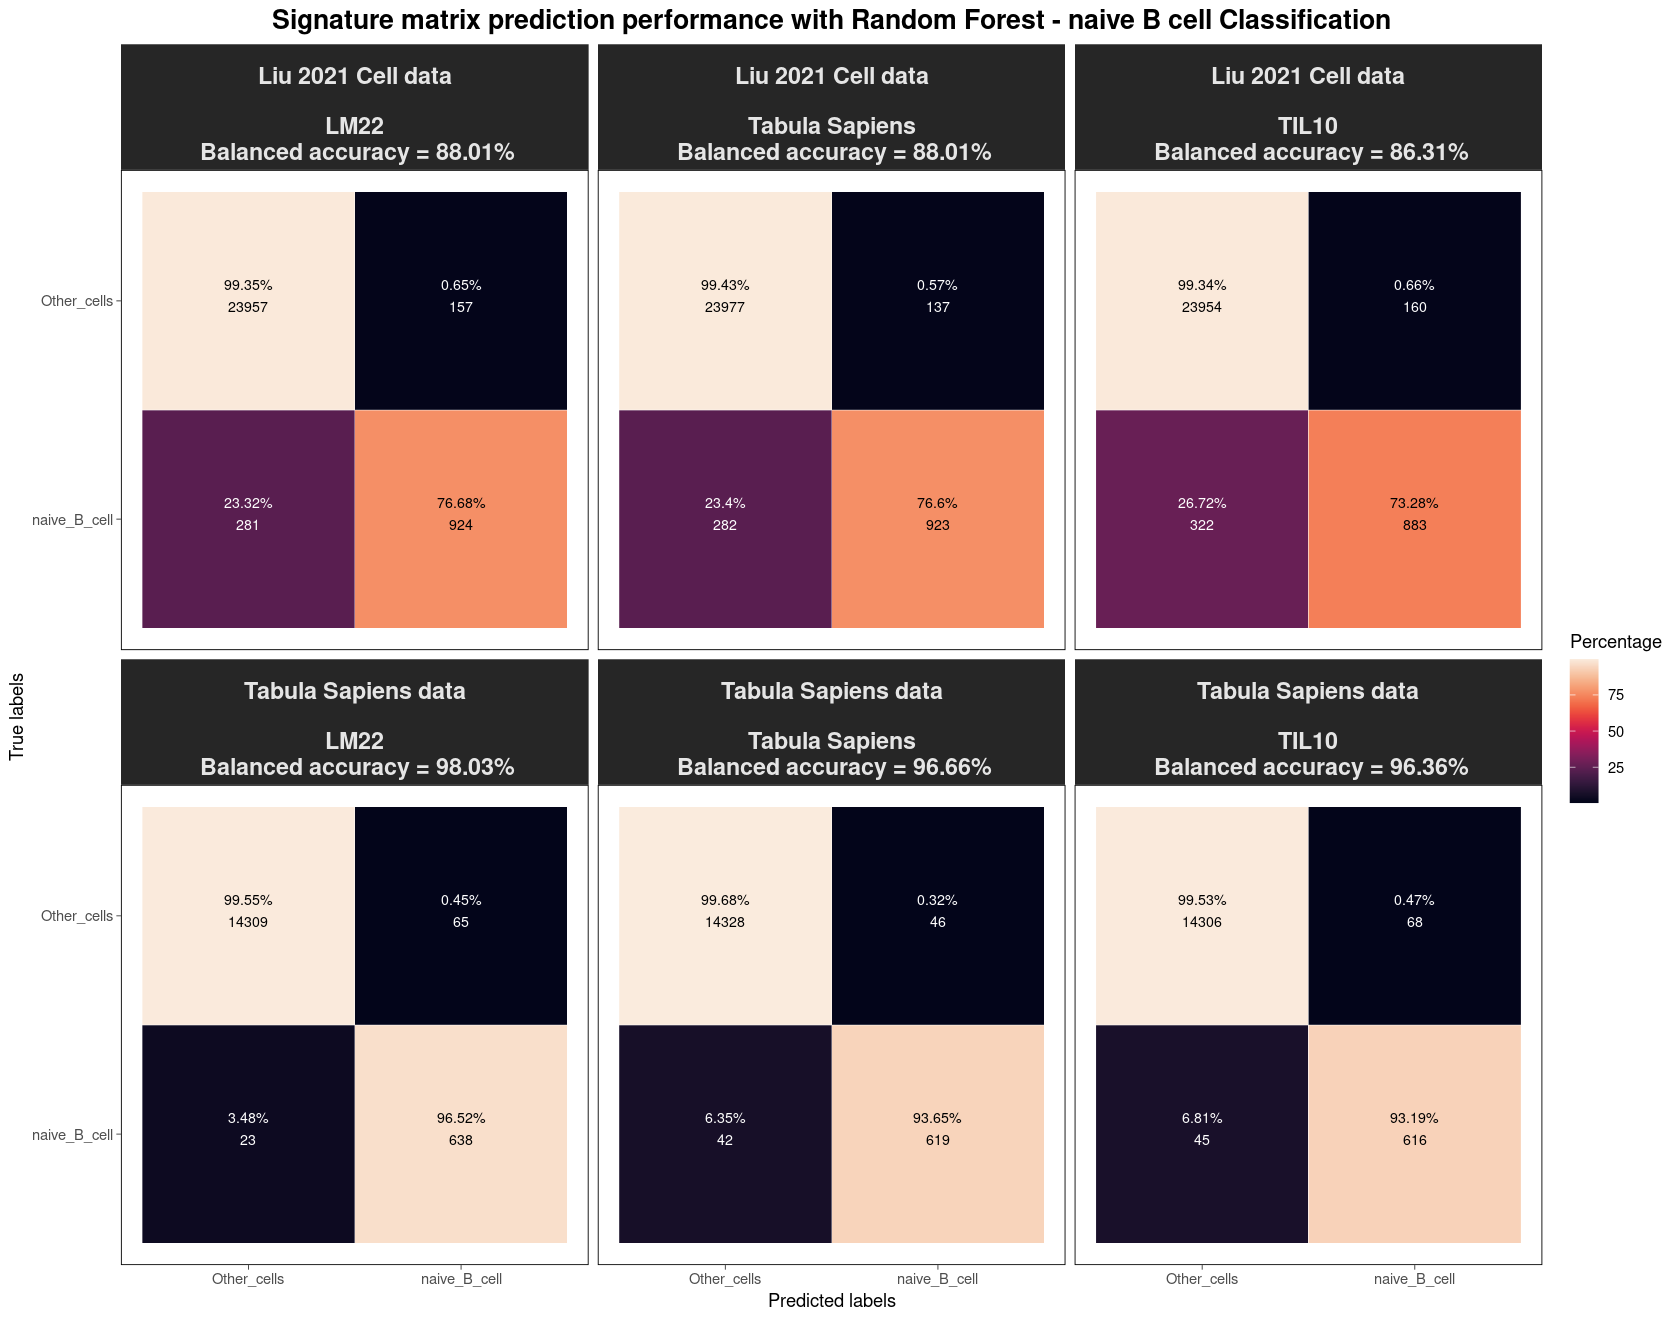 Signature matrix prediction performance with Random Forest - naive B cell Classification
Liu 2021 Cell data
LM22
Balanced accuracy = 88.01%
Liu 2021 Cell data
Tabula Sapiens
Balanced accuracy = 88.01%
Liu 2021 Cell data
TIL10
Balanced accuracy = 86.31%
True labels
Other_cells
naive_B_cell
99.35%
23957
0.65%
157
23.32%
281
76.68%
924
99.43%
23977
0.57%
137
23.4%
282
76.6%
923
99.34%
23954
0.66%
160
26.72%
322
73.28%
883
Tabula Sapiens data
LM22
Balanced accuracy = 98.03%
Tabula Sapiens data
Tabula Sapiens
Balanced accuracy = 96.66%
Tabula Sapiens data
TIL10
Balanced accuracy = 96.36%
Other_cells
naive_B_cell
99.55%
14309
0.45%
65
3.48%
23
96.52%
638
99.68%
14328
0.32%
46
6.35%
42
93.65%
619
99.53%
14306
0.47%
68
6.81%
45
93.19%
616
Other_cells
naive_B_cell
Other_cells
naive_B_cell
Other_cells
naive_B_cell
Predicted labels
Percentage
75
50
25